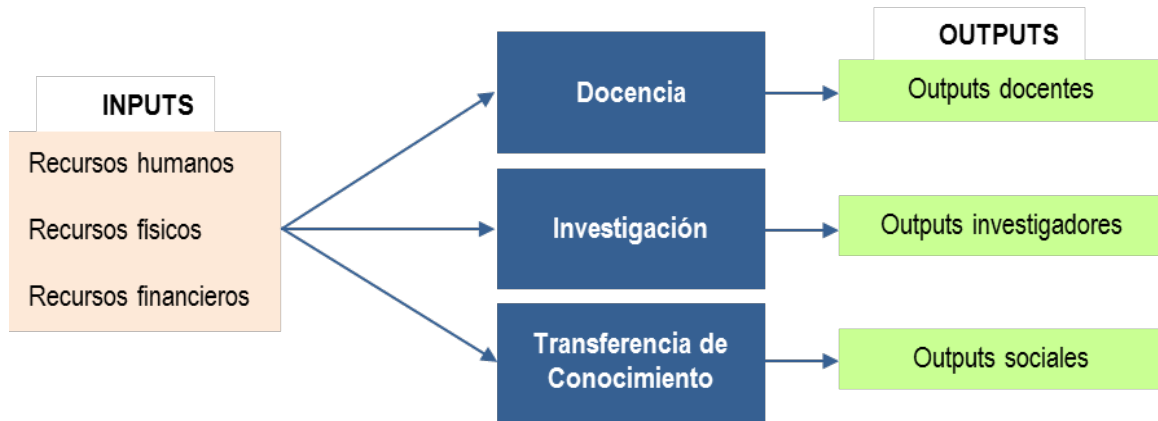 INPUTS
Recursos humanos
Recursos físicos
Recursos financieros
Docencia
Investigación
Transferencia de
Conocimiento
OUTPUTS
Outputs docentes
Outputs investigadores
Outputs sociales